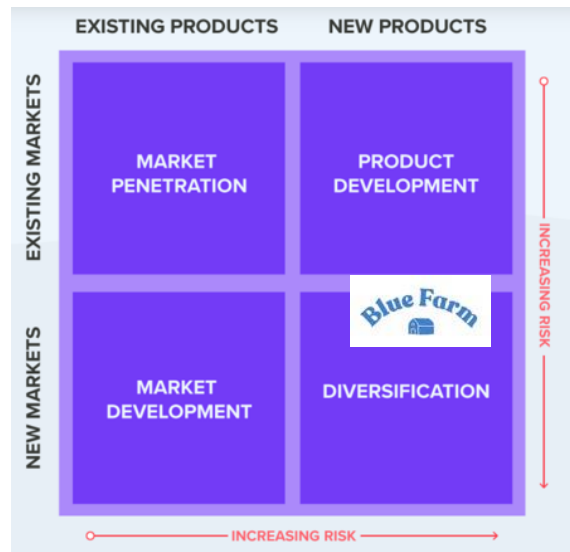 EXISTING PRODUCTS
NEW PRODUCTS
EXISTING MARKETS
MARKET
PENETRATION
PRODUCT
DEVELOPMENT
INCREASING RISK
Blue Farm
NEW MARKETS
MARKET
DEVELOPMENT
DIVERSIFICATION
INCREASING RISK